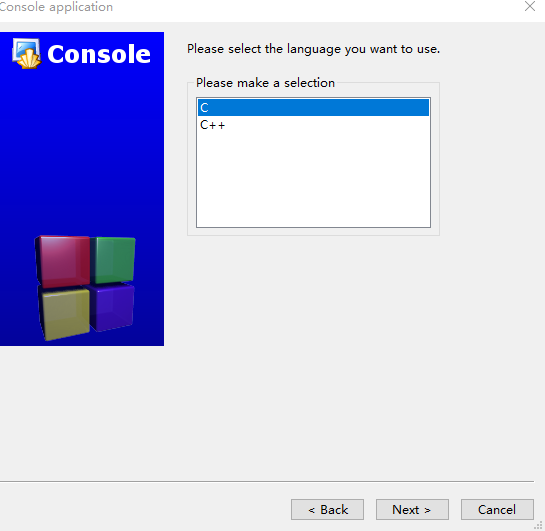 Console application
Console
Please select the language you want to use.
Please make a selection
C
C++
< Back
Next >
Cancel